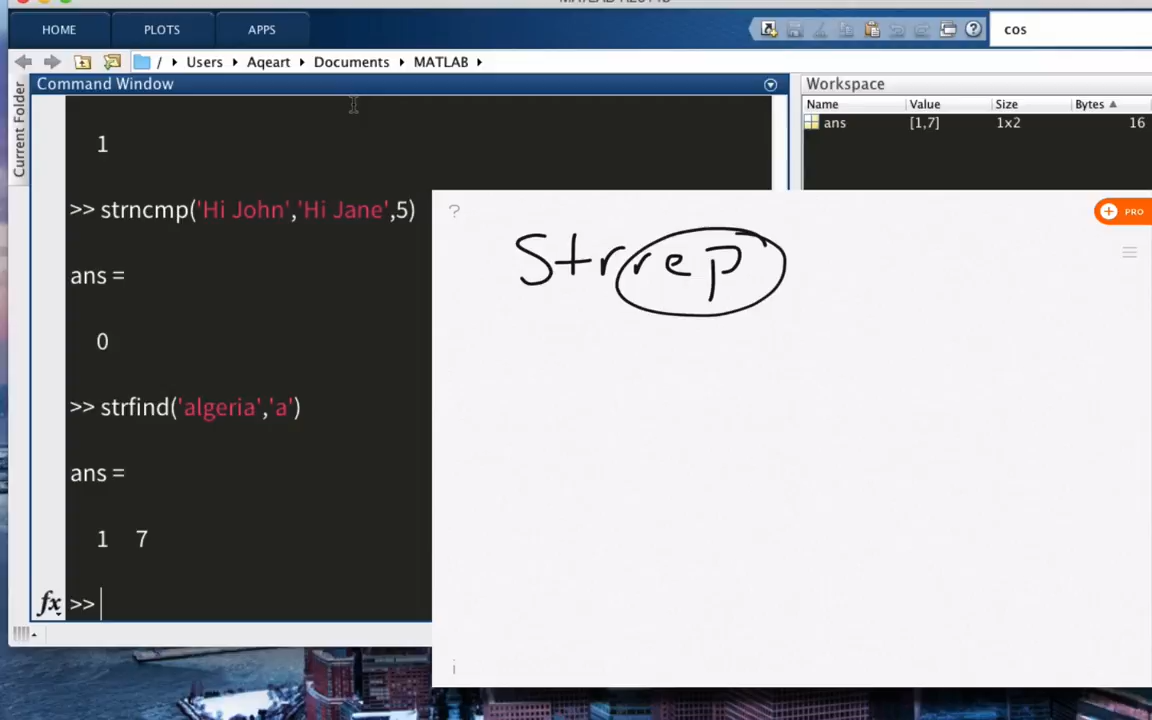 HOME PLOTS APPS cos
/ Users Aqeart Documents MATLAB
Current Folder
Command Window
1
>> strncmp('Hi John','Hi Jane',5)
ans =
0
>> strfind('algeria','a')
ans =
1 7
fx >>
Workspace
Name Value Size Bytes
ans [1,7] 1x2 16
? PRO
Strrep
i